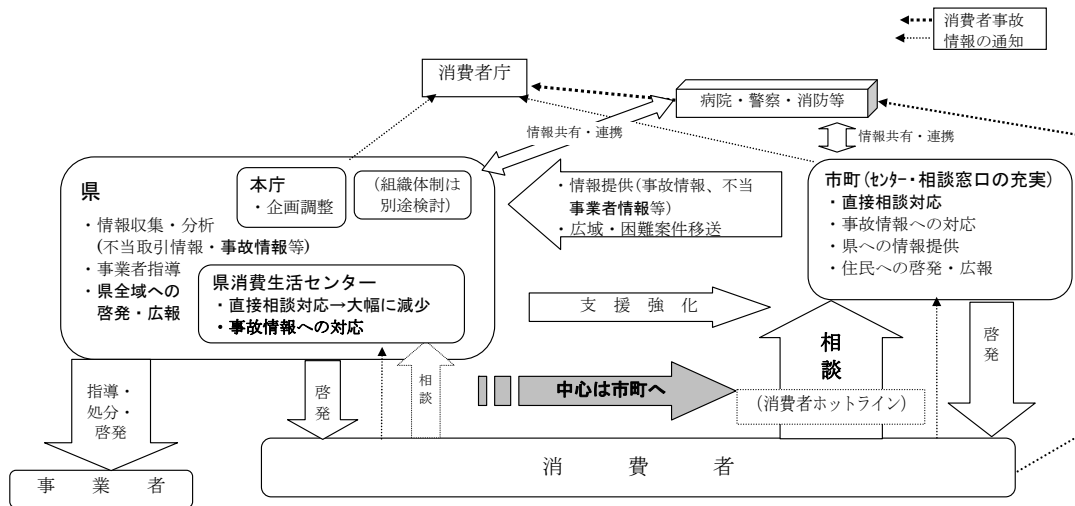 消費者事故
情報の通知
消費者庁
病院・警察・消防等
情報共有・連携
情報共有・連携
県
・情報収集・分析
(不当取引情報・事故情報等)
・事業者指導
・県全域への
啓発・広報
本庁
・企画調整
(組織体制は
別途検討)
県消費生活センター
・直接相談対応→大幅に減少
・事故情報への対応
・情報提供(事故情報、不当
事業者情報等)
・広域・困難案件移送
市町(センター・相談窓口の充実)
・直接相談対応
・事故情報への対応
・県への情報提供
・住民への啓発・広報
支 援 強 化
指導・
処分・
啓発
啓発
相談
中心は市町へ
相談
(消費者ホットライン)
啓発
事 業 者
消 費 者